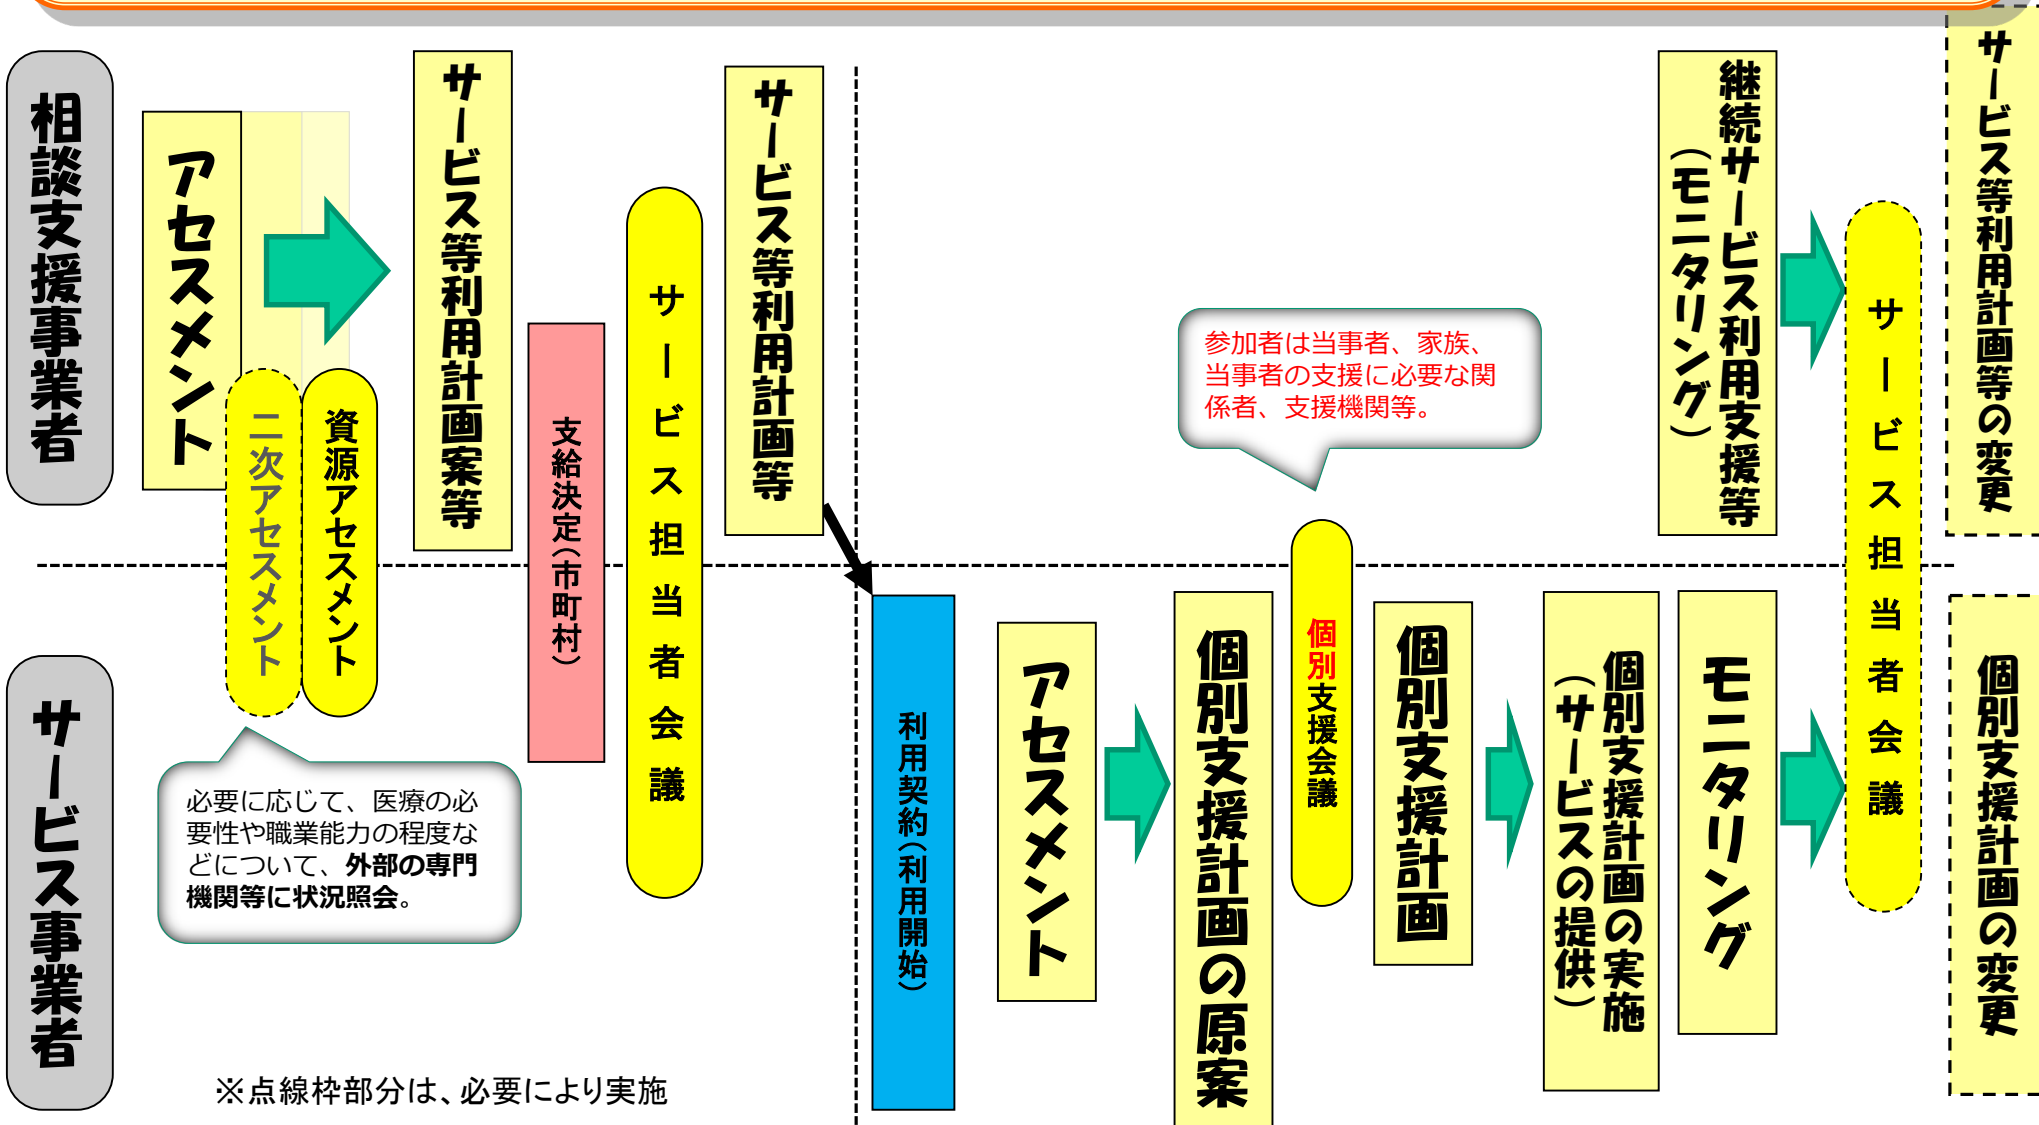 相談支援事業者
アセスメント
二次アセスメント
資源アセスメント
サービス等利用計画案等
支給決定(市町村)
サービス担当者会議
サービス等利用計画等
継続サービス利用支援等
(モニタリング)
サービス担当者会議
サービス等利用計画等の変更
参加者は当事者、家族、
当事者の支援に必要な関
係者、支援機関等。
サービス事業者
必要に応じて、医療の必
要性や職業能力の程度な
どについて、外部の専門
機関等に状況照会。
利用契約(利用開始)
アセスメント
個別支援計画の原案
個別支援会議
個別支援計画
個別支援計画の実施
(サービスの提供)
モニタリング
個別支援計画の変更
※点線枠部分は、必要により実施